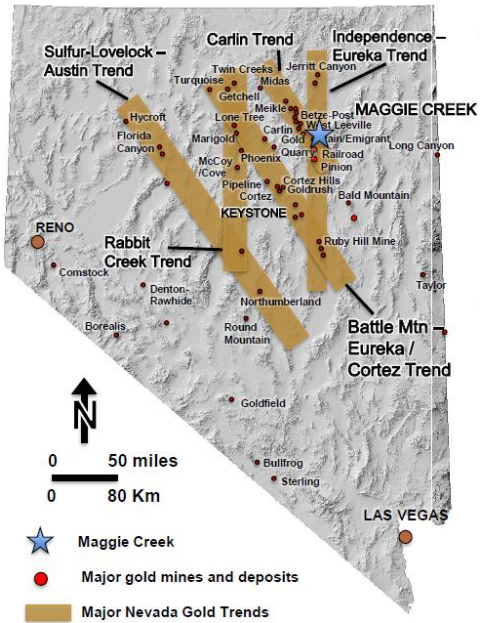 Carlin Trend
Independence –
Eureka Trend
Sulfur-Lovelock –
Austin Trend
Twin Creeks
Jerritt Canyon
Turquoise
Midas
Getchell
Meikle
Betze-Post
MAGGIE CREEK
Hycroft
Lone Tree
West Leeville
Florida
Canyon
Marigold
Carlin
Gold
ain/Emigrant
Quarry
Railroad
Long Canyon
McCoy
/Cove
Phoenix
Pinion
Pipeline
Cortez Hills
Goldrush
Cortez
Bald Mountain
KEYSTONE
RENO
Rabbit
Creek Trend
Ruby Hill Mine
Comstock
Denton-
Rawhide
Taylor
Northumberland
Borealis
Round
Mountain
Battle Mtn –
Eureka /
Cortez Trend
N
Goldfield
0 50 miles
0 80 Km
Bullfrog
Sterling
LAS VEGAS
Maggie Creek
Major gold mines and deposits
Major Nevada Gold Trends